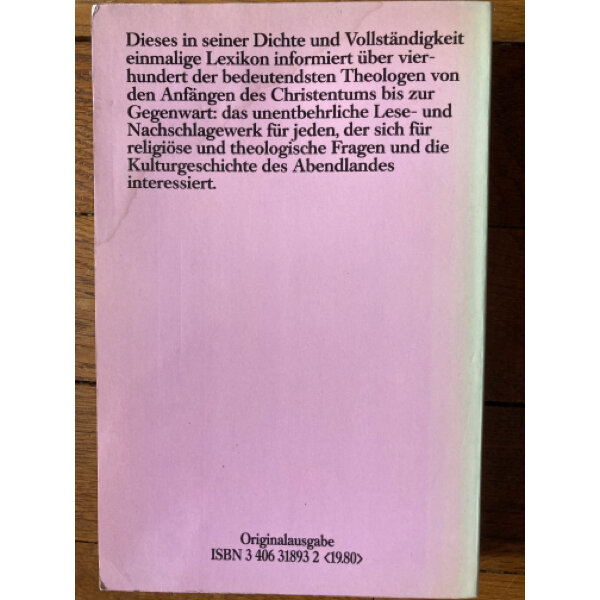 Dieses in seiner Dichte und Vollständigkeit
einmalige Lexikon informiert über vier-
hundert der bedeutendsten Theologen von
den Anfängen des Christentums bis zur
Gegenwart: das unentbehrliche Lese- und
Nachschlagewerk für jeden, der sich für
religiöse und theologische Fragen und die
Kulturgeschichte des Abendlandes
interessiert.
Originalausgabe
ISBN 3 406 31893 2 <19.80>